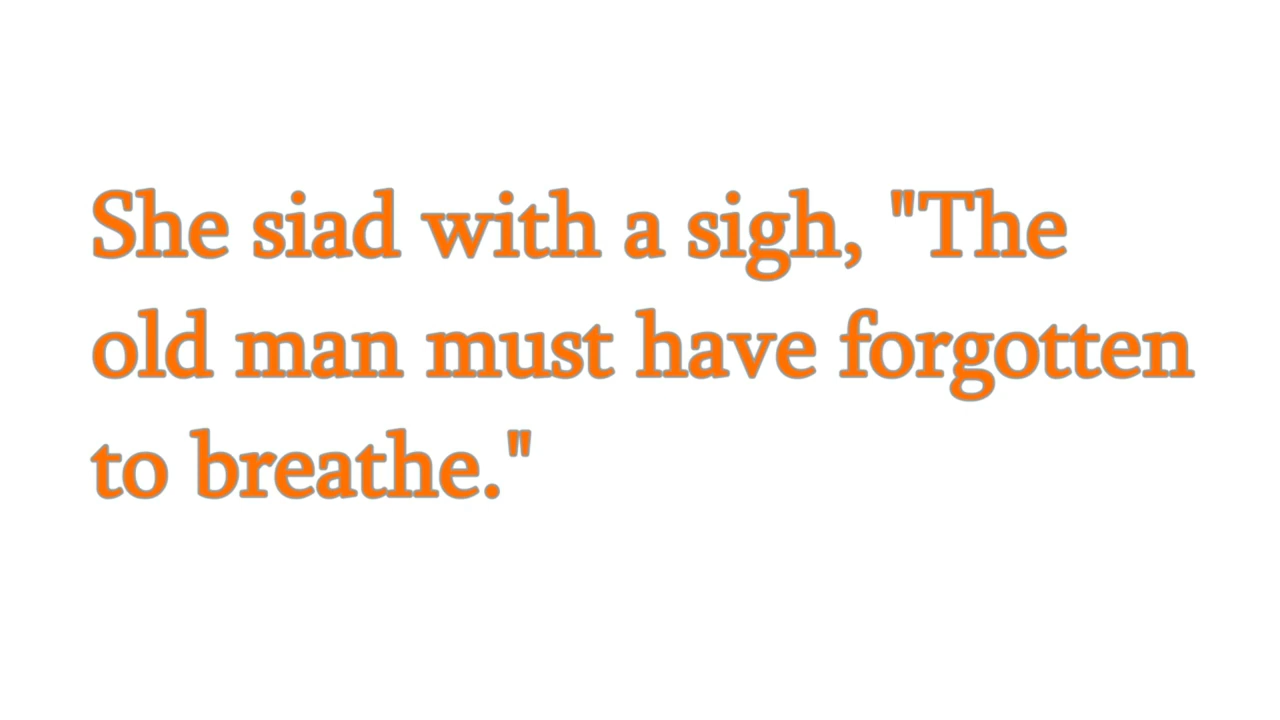 She siad with a sigh, "The
old man must have forgotten
to breathe."